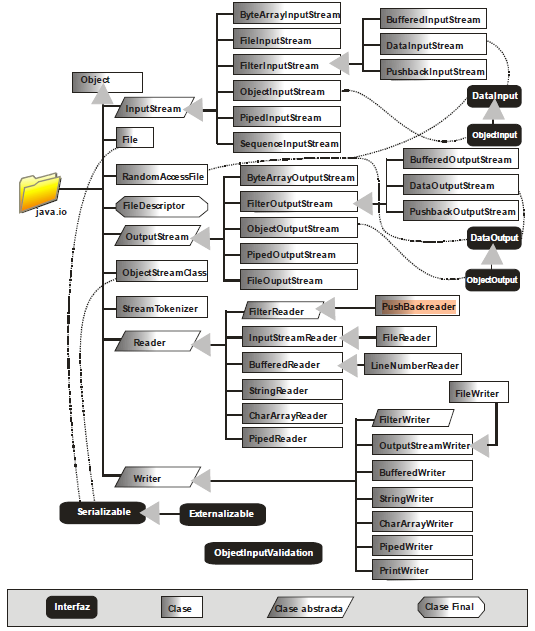 Object
java.io
InputStream
File
RandomAccessFile
FileDescriptor
OutputStream
ObjectStreamClass
StreamTokenizer
Reader
Writer
ByteArrayInputStream
FileInputStream
FilterInputStream
ObjectInputStream
PipedInputStream
SequenceInputStream
BufferedInputStream
DataInputStream
PushbackInputStream
DataInput
ObjedInput
ByteArrayOutputStream
FilterOutputStream
ObjectOutputStream
PipedOutputStream
FileOuputStream
BufferedOutputStream
DataOutputStream
PushbackOutputStream
DataOutput
ObjectOutput
FilterReader
InputStreamReader
BufferedReader
StringReader
CharArrayReader
PipedReader
PushBackreader
FileReader
LineNumberReader
FileWriter
FilterWriter
OutputStreamWriter
BufferedWriter
StringWriter
CharArrayWriter
PipedWriter
PrintWriter
Serializable
Externalizable
ObjectInputValidation
Interfaz
Clase
Clase abstracta
Clase Final